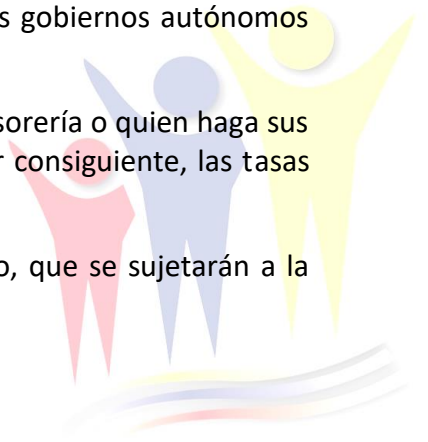 s gobiernos autónomos
sorería o quien haga sus
r consiguiente, las tasas
o, que se sujetarán a la